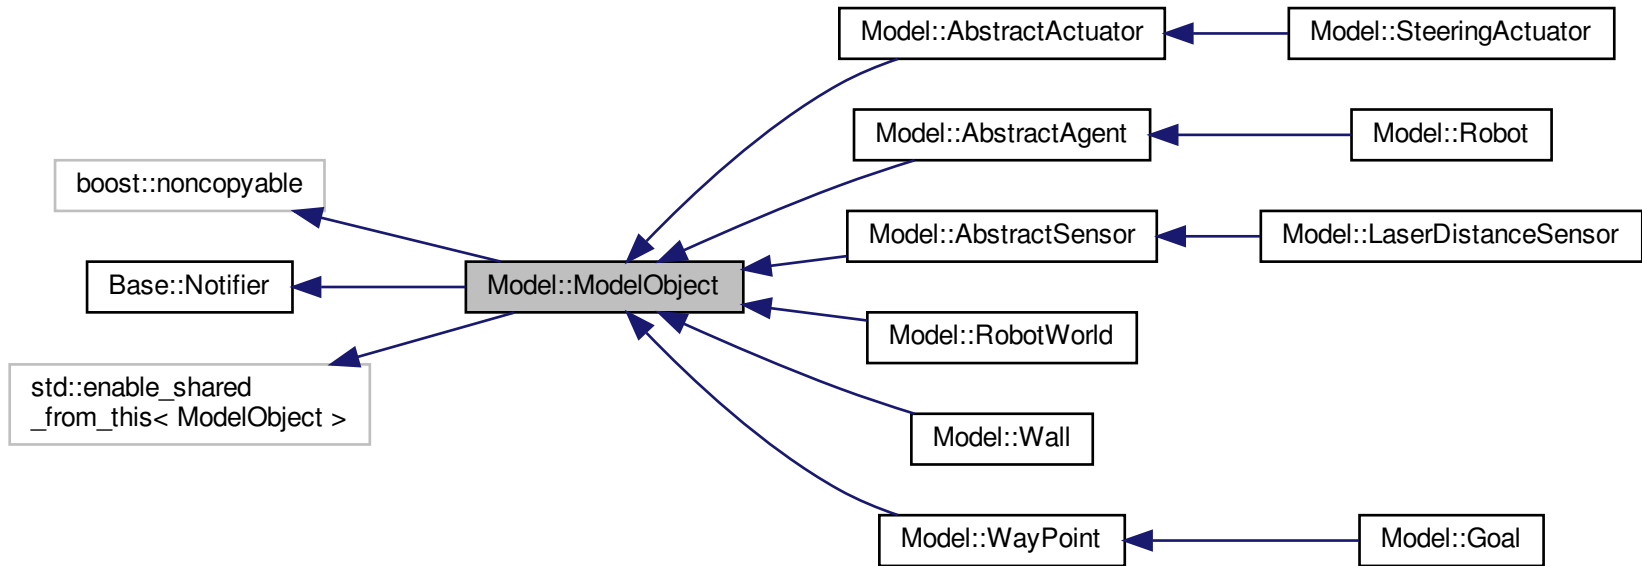 boost::noncopyable
Base::Notifier
std::enable_shared
_from_this< ModelObject >
Model::ModelObject
Model::AbstractActuator
Model::SteeringActuator
Model::AbstractAgent
Model::Robot
Model::AbstractSensor
Model::LaserDistanceSensor
Model::RobotWorld
Model::Wall
Model::WayPoint
Model::Goal